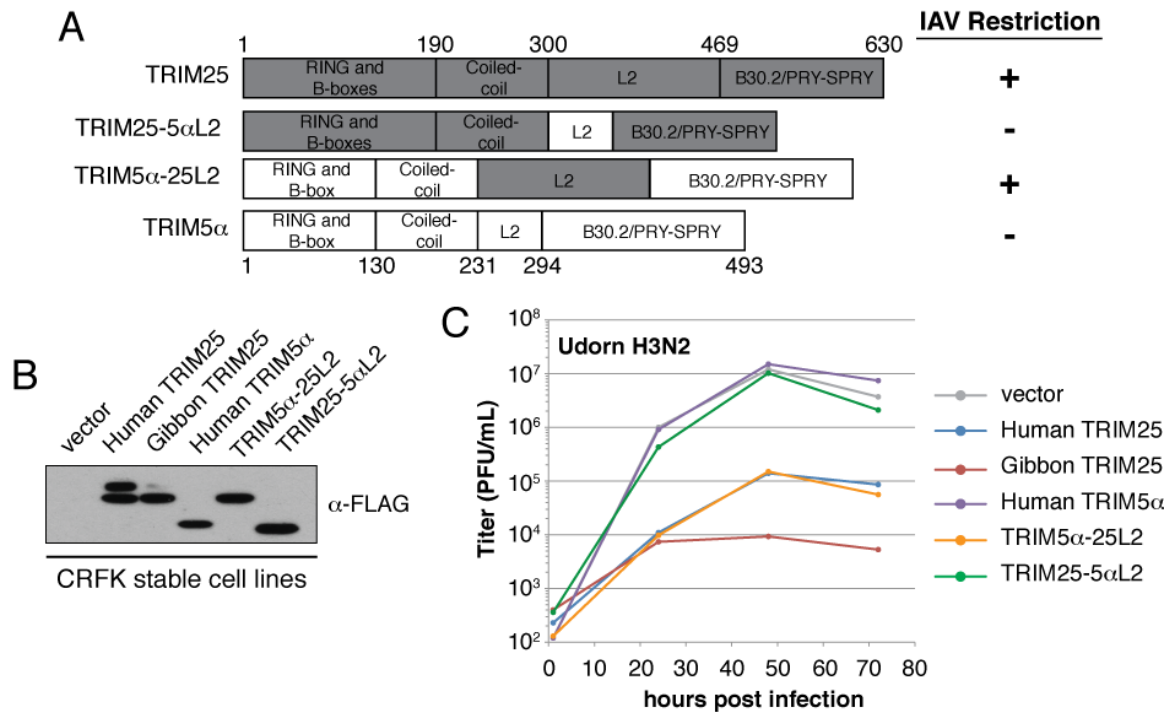 A
IAV Restriction
1 190 300 469 630
TRIM25
RING and
B-boxes
Coiled-
coil
L2
B30.2/PRY-SPRY
+
TRIM25-5αL2
RING and
B-boxes
Coiled-
coil
L2
B30.2/PRY-SPRY
-
TRIM5α-25L2
RING and
B-box
Coiled-
coil
L2
B30.2/PRY-SPRY
+
TRIM5α
RING and
B-box
Coiled-
coil
L2
B30.2/PRY-SPRY
-
1 130 231 294 493
B
vector
Human TRIM25
Gibbon TRIM25
Human TRIM5α
TRIM5α-25L2
TRIM25-5αL2
α-FLAG
CRFK stable cell lines
C
Udorn H3N2
Titer (PFU/mL)
10⁸
10⁷
10⁶
10⁵
10⁴
10³
10²
0 10 20 30 40 50 60 70 80
hours post infection
vector
Human TRIM25
Gibbon TRIM25
Human TRIM5α
TRIM5α-25L2
TRIM25-5αL2